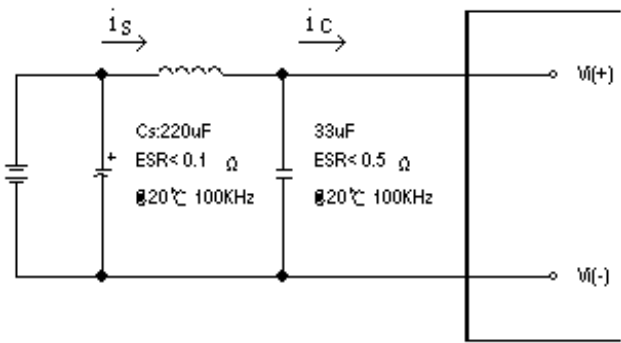 is
ic
Vi(+)
Cs:220uF
ESR<0.1 Ω
@20℃ 100KHz
+
33uF
ESR<0.5 Ω
@20℃ 100KHz
Vi(-)